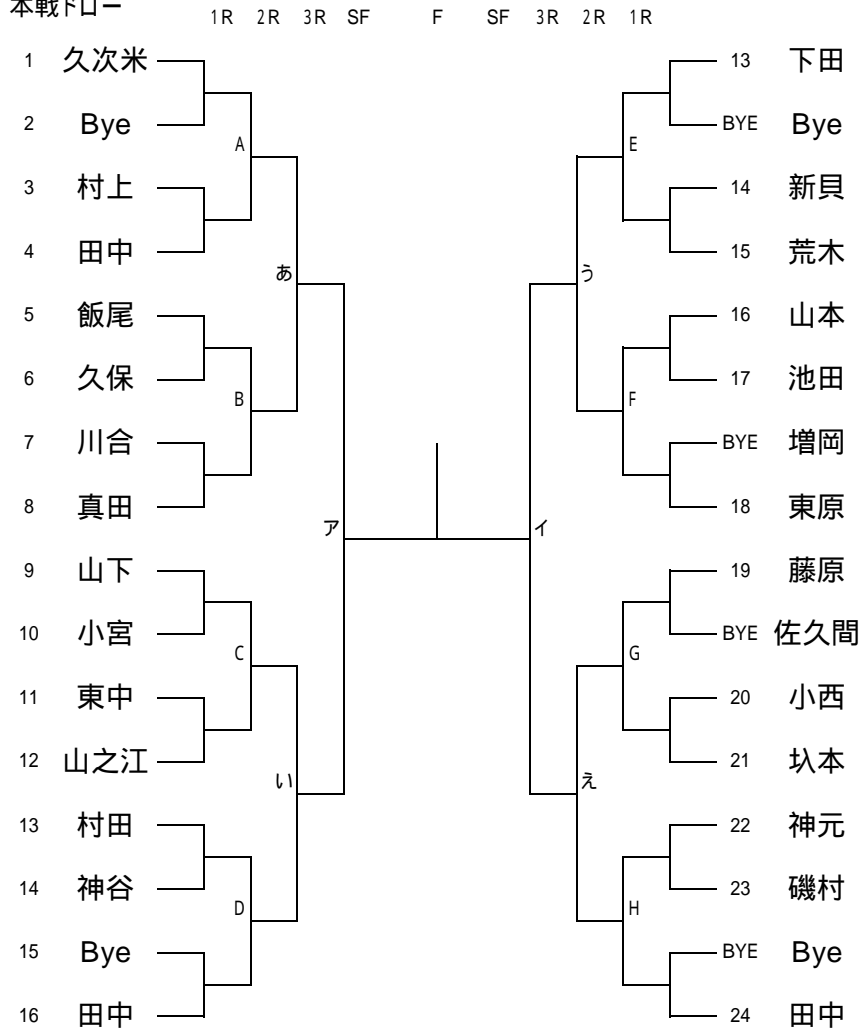 本戦ドロー
1R 2R 3R SF F SF 3R 2R 1R
1 久次米 13 下田
2 Bye BYE Bye
A E
3 村上 14 新貝
4 田中 15 荒木
あ う
5 飯尾 16 山本
6 久保 17 池田
B F
7 川合 BYE 増岡
8 真田 18 東原
ア イ
9 山下 19 藤原
10 小宮 BYE 佐久間
C G
11 東中 20 小西
12 山之江 21 圦本
い え
13 村田 22 神元
14 神谷 23 磯村
D H
15 Bye BYE Bye
16 田中 24 田中